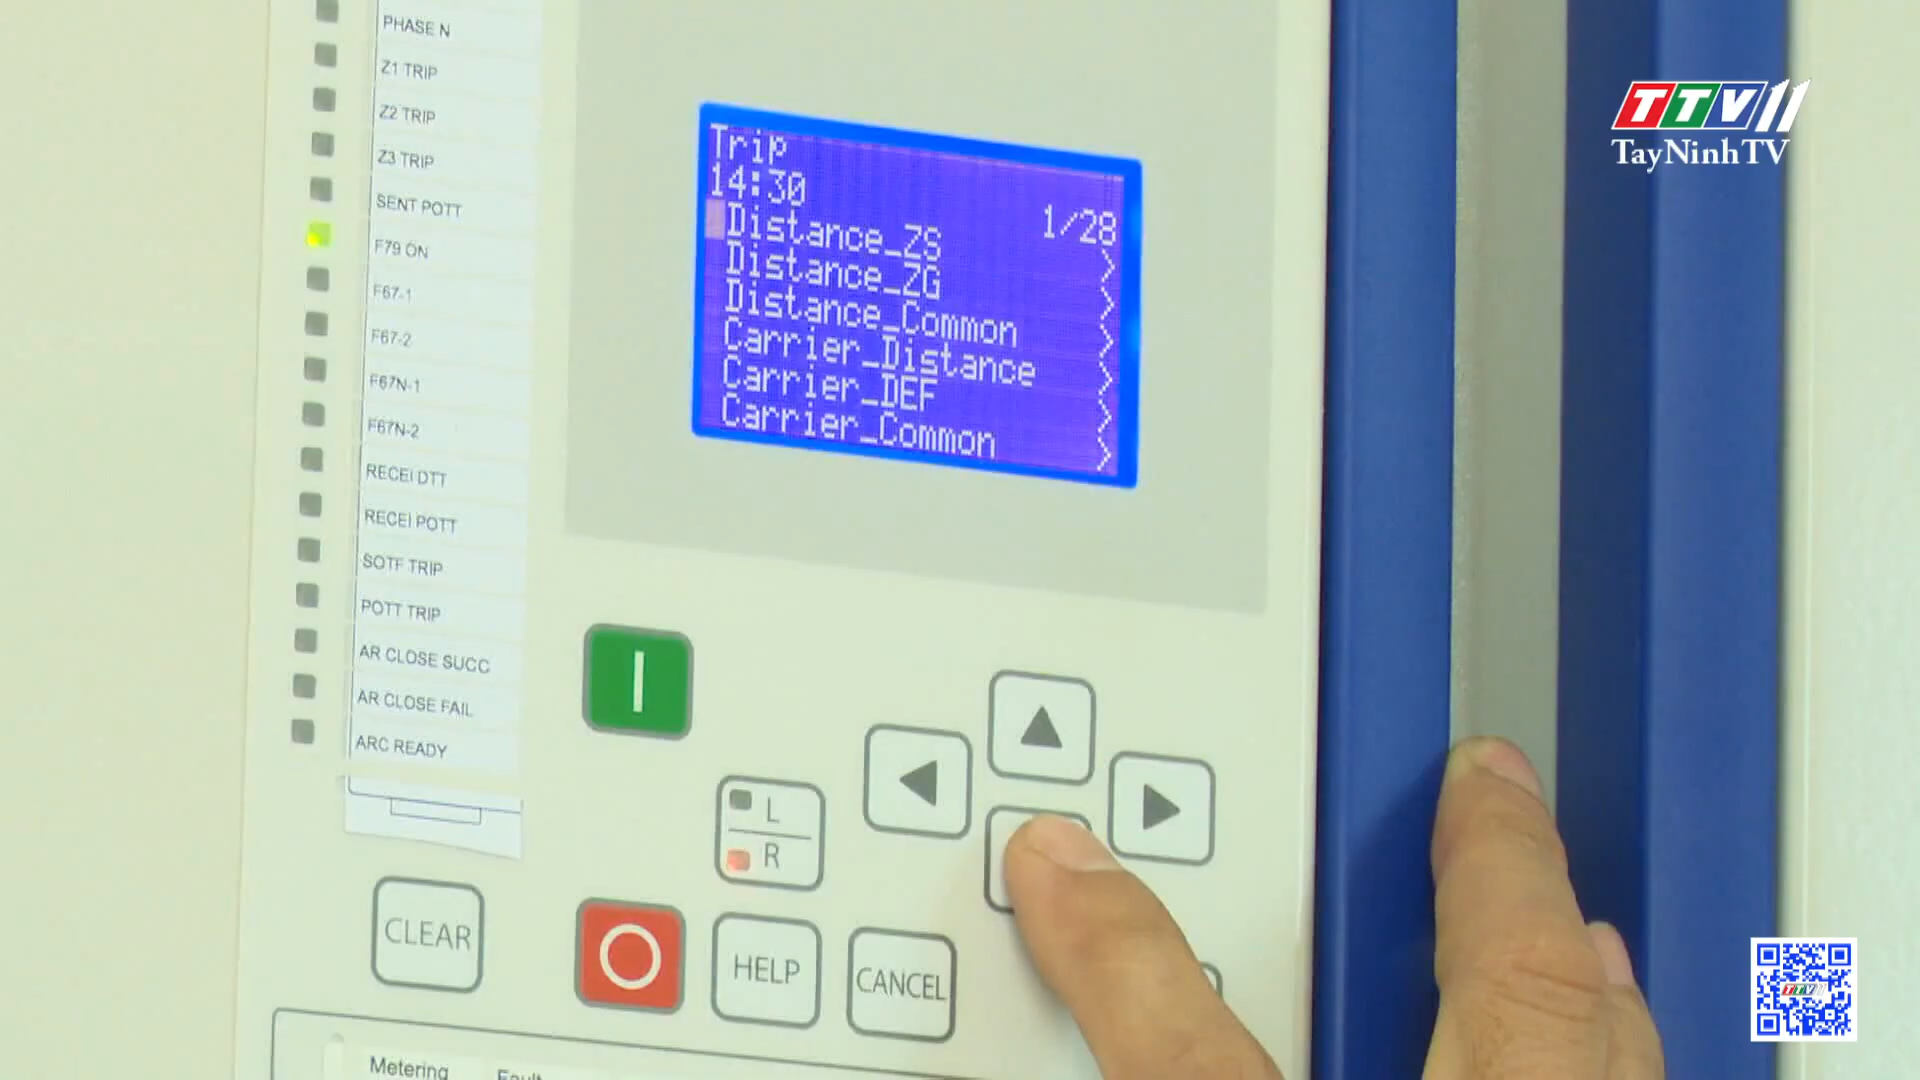 PHASE N
Z1 TRIP
Z2 TRIP
Z3 TRIP
SENT POTT
F79 ON
F67-1
F67-2
F67N-1
F67N-2
RECEI DTT
RECEI POTT
SOTF TRIP
POTT TRIP
AR CLOSE SUCC
AR CLOSE FAIL
ARC READY
Trip
14:30 1/28
Distance_ZS
Distance_ZG
Distance_Common
Carrier_Distance
Carrier_DEF
Carrier_Common
L
R
CLEAR
HELP
CANCEL
Metering
TTV11
TayNinhTV
TTV11